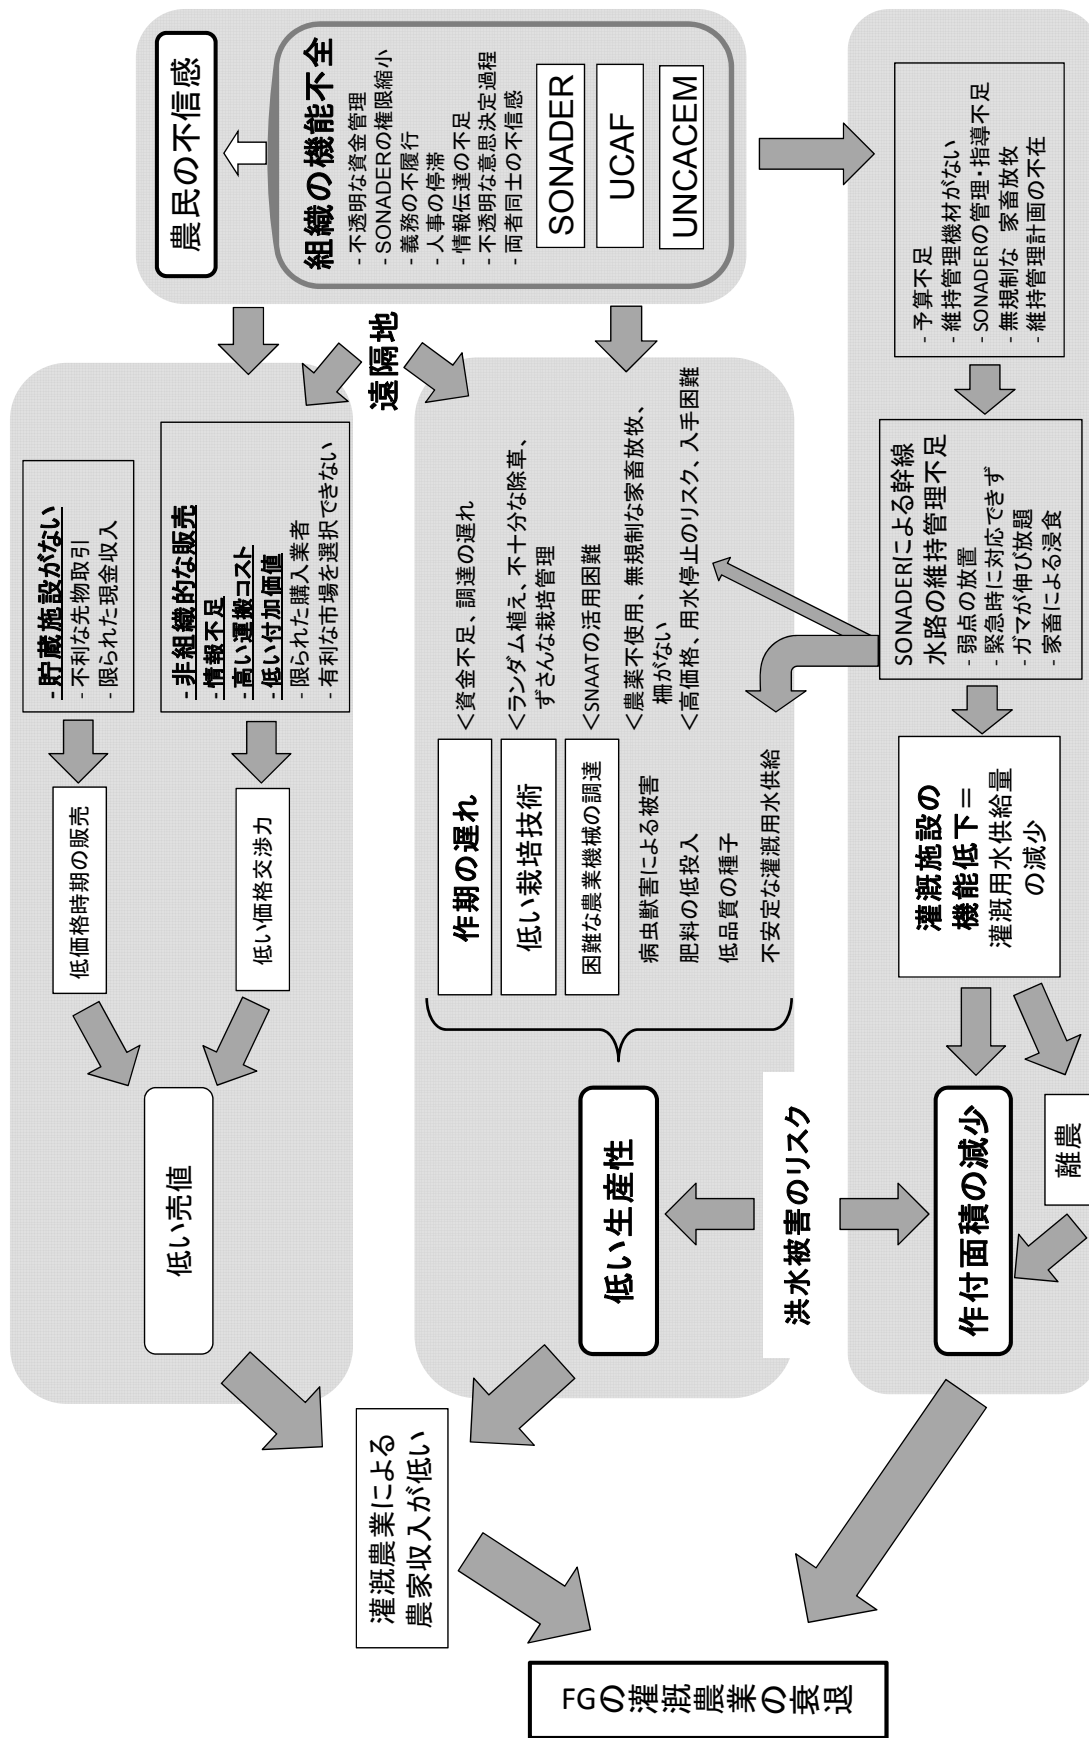 農民の不信感
組織の機能不全
- 不透明な資金管理
- SONADERの権限縮小
- 義務の不履行
- 人事の停滞
- 情報伝達の不足
- 不透明な意思決定過程
- 両者同士の不信感
SONADER
UCAF
UNCACEM
遠隔地
- 貯蔵施設がない
- 不利な先物取引
- 限られた現金収入
- 非組織的な販売
- 情報不足
- 高い運搬コスト
- 低い付加価値
- 限られた購入業者
- 有利な市場を選択できない
低価格時期の販売
低い価格交渉力
低い売値
作期の遅れ
＜資金不足、調達の遅れ
低い栽培技術
＜ランダム植え、不十分な除草、
ずさんな栽培管理
困難な農業機械の調達
＜SNAATの活用困難
病虫獣害による被害
＜農薬不使用、無規制な家畜放牧、
柵がない
肥料の低投入
＜高価格、用水停止のリスク、入手困難
低品質の種子
不安定な灌漑用水供給
低い生産性
洪水被害のリスク
- 予算不足
- 維持管理機材がない
- SONADERの管理・指導不足
- 無規制な 家畜放牧
- 維持管理計画の不在
SONADERによる幹線
水路の維持管理不足
- 弱点の放置
- 緊急時に対応できず
- ガマが伸び放題
- 家畜による浸食
灌漑施設の
機能低下＝
灌漑用水供給量
の減少
作付面積の減少
離農
灌漑農業による
農家収入が低い
FGの灌漑農業の衰退